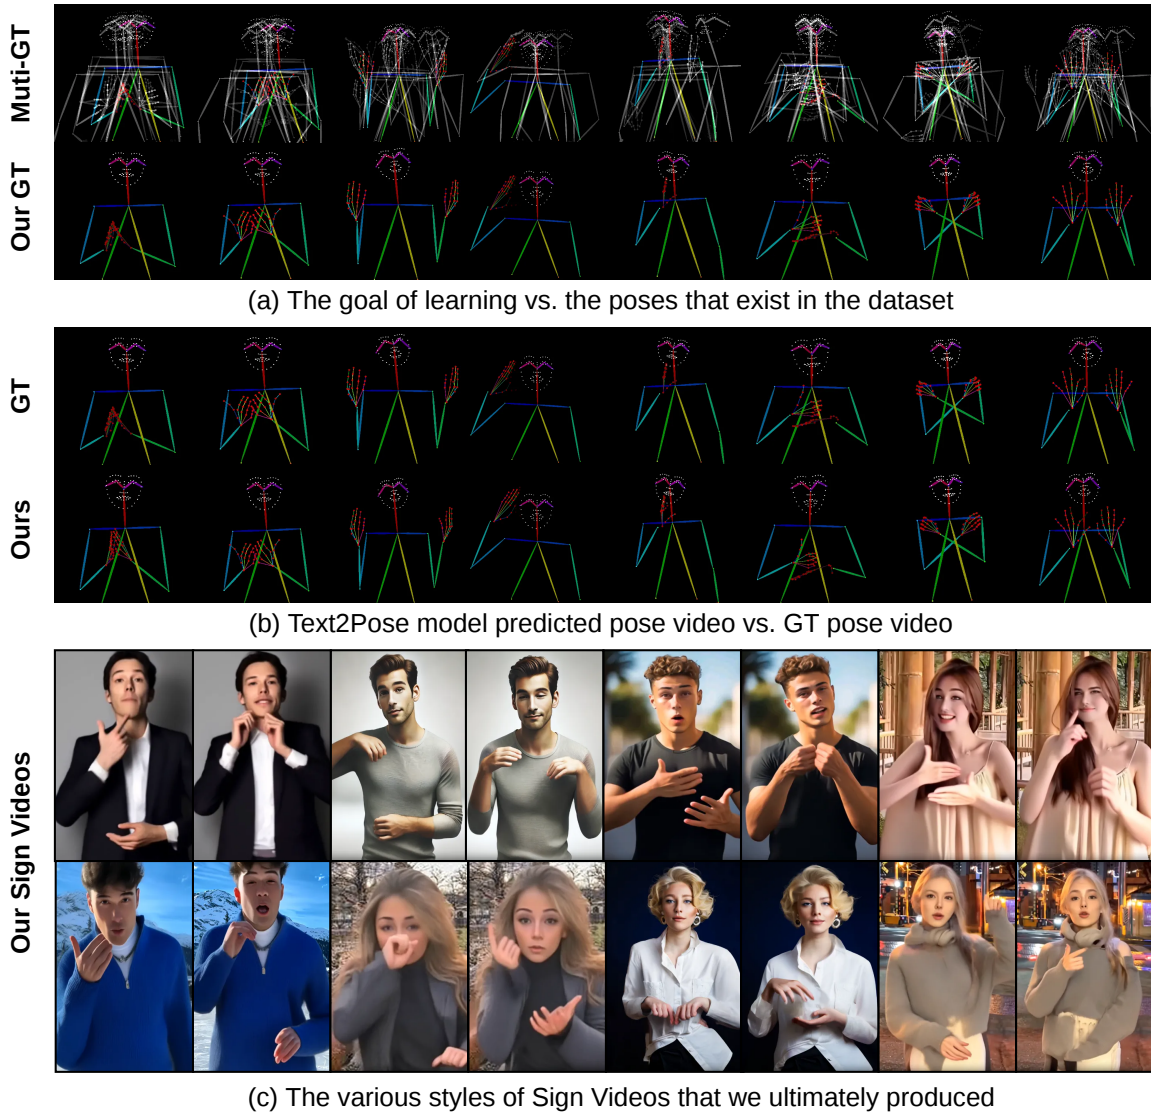 Muti-GT
Our GT
(a) The goal of learning vs. the poses that exist in the dataset
GT
Ours
(b) Text2Pose model predicted pose video vs. GT pose video
Our Sign Videos
(c) The various styles of Sign Videos that we ultimately produced